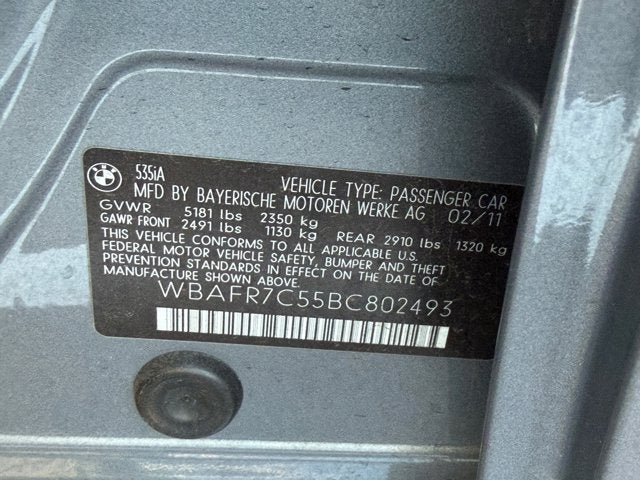 535iA
VEHICLE TYPE: PASSENGER CAR
MFD BY BAYERISCHE MOTOREN WERKE AG 02/11
GVWR 5181 lbs 2350 kg
GAWR FRONT 2491 lbs 1130 kg REAR 2910 lbs 1320 kg
THIS VEHICLE CONFORMS TO ALL APPLICABLE U.S.
FEDERAL MOTOR VEHICLE SAFETY, BUMPER AND THEFT
PREVENTION STANDARDS IN EFFECT ON THE DATE OF
MANUFACTURE SHOWN ABOVE.
WBAFR7C55BC802493